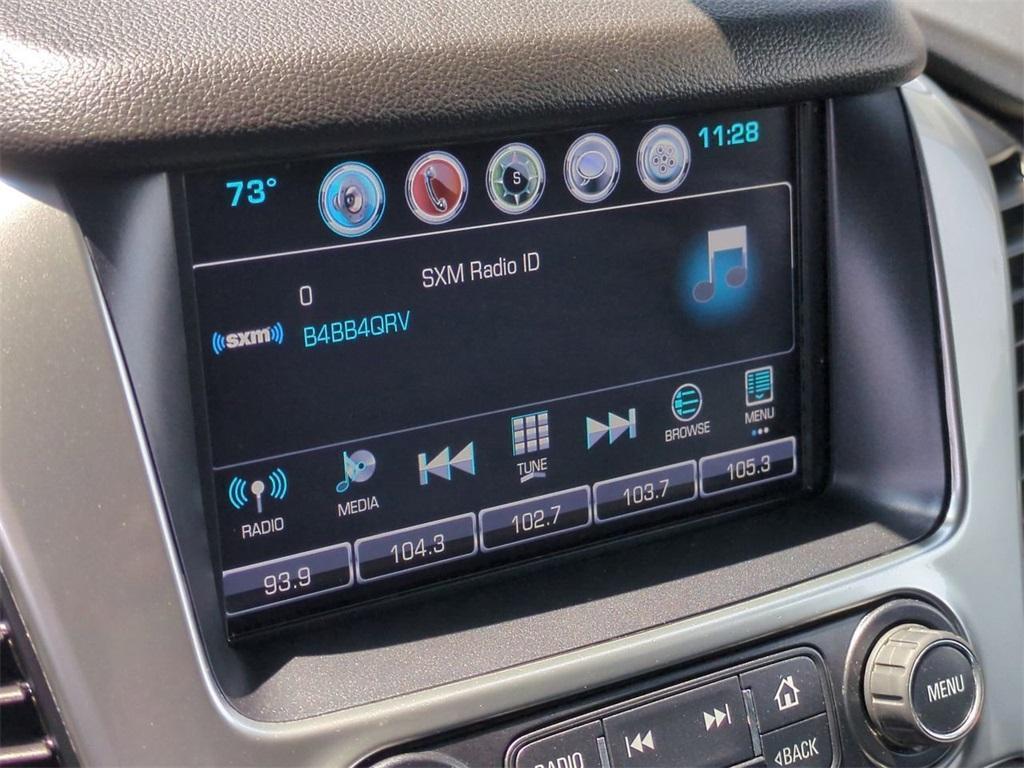 73° 11:28
S
0 SXM Radio ID
((sxm)) B4BB4QRV
RADIO MEDIA TUNE BROWSE MENU
93.9 104.3 102.7 103.7 105.3
RADIO
BACK
MENU